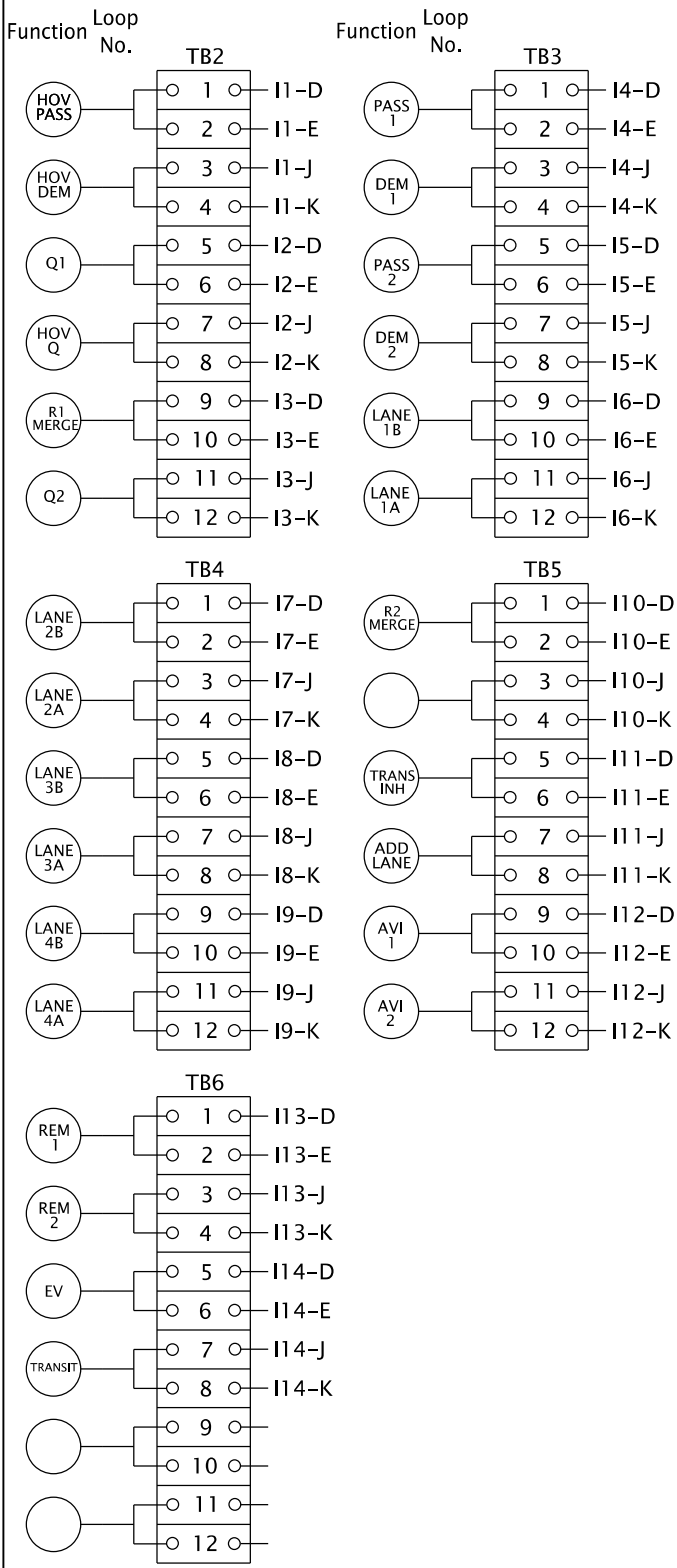 Function Loop No.
TB2
HOV PASS
1 I1-D
2 I1-E
HOV DEM
3 I1-J
4 I1-K
Q1
5 I2-D
6 I2-E
HOV Q
7 I2-J
8 I2-K
R1 MERGE
9 I3-D
10 I3-E
Q2
11 I3-J
12 I3-K
Function Loop No.
TB3
PASS 1
1 I4-D
2 I4-E
DEM 1
3 I4-J
4 I4-K
PASS 2
5 I5-D
6 I5-E
DEM 2
7 I5-J
8 I5-K
LANE 1B
9 I6-D
10 I6-E
LANE 1A
11 I6-J
12 I6-K
TB4
LANE 2B
1 I7-D
2 I7-E
LANE 2A
3 I7-J
4 I7-K
LANE 3B
5 I8-D
6 I8-E
LANE 3A
7 I8-J
8 I8-K
LANE 4B
9 I9-D
10 I9-E
LANE 4A
11 I9-J
12 I9-K
TB5
R2 MERGE
1 I10-D
2 I10-E
3 I10-J
4 I10-K
TRANS INH
5 I11-D
6 I11-E
ADD LANE
7 I11-J
8 I11-K
AVI 1
9 I12-D
10 I12-E
AVI 2
11 I12-J
12 I12-K
TB6
REM 1
1 I13-D
2 I13-E
REM 2
3 I13-J
4 I13-K
EV
5 I14-D
6 I14-E
TRANSIT
7 I14-J
8 I14-K
9
10
11
12